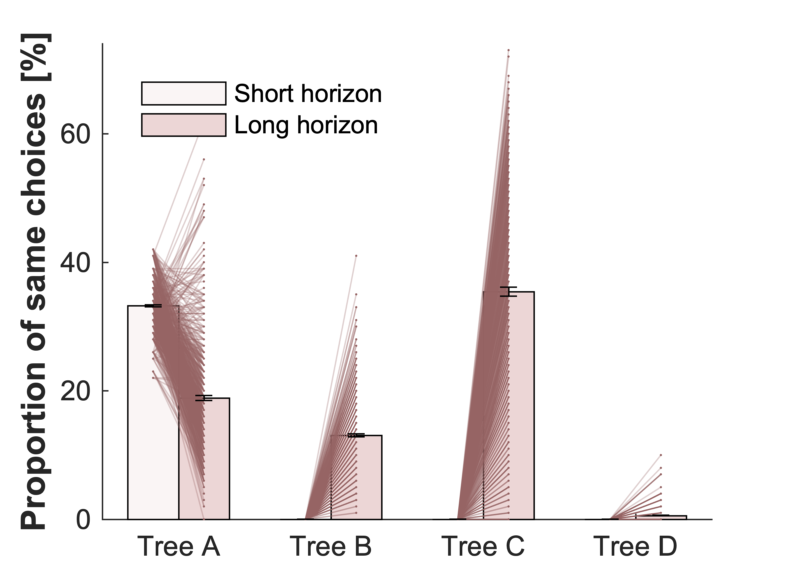 Proportion of same choices [%]
60
40
20
0
Short horizon
Long horizon
Tree A
Tree B
Tree C
Tree D